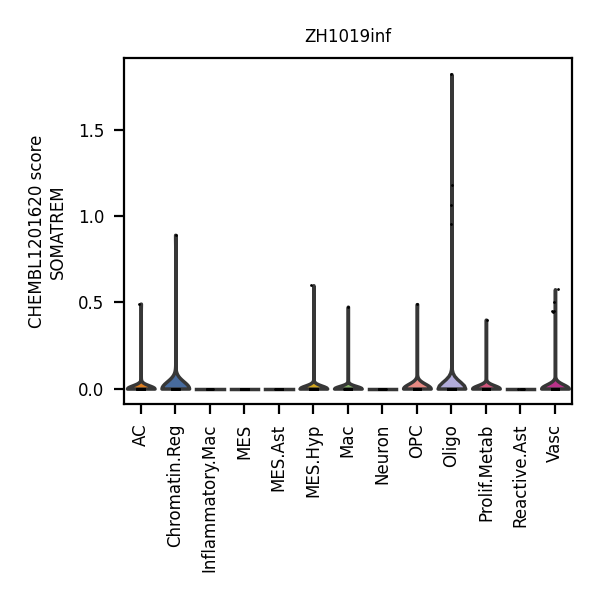 ZH1019inf
CHEMBL1201620 score
SOMATREM
1.5
1.0
0.5
0.0
AC
Chromatin.Reg
Inflammatory.Mac
MES
MES.Ast
MES.Hyp
Mac
Neuron
OPC
Oligo
Prolif.Metab
Reactive.Ast
Vasc